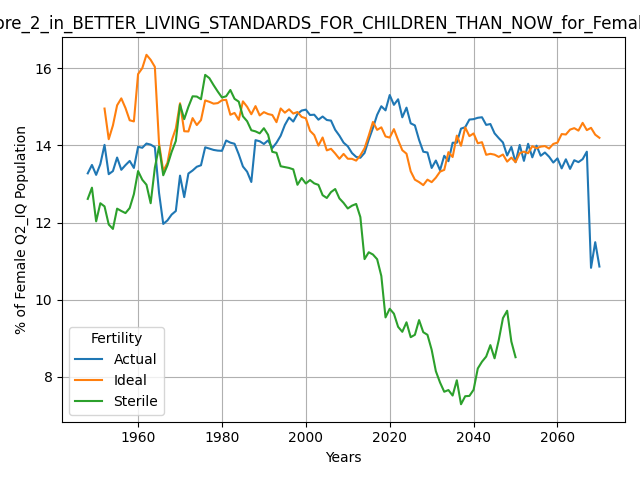 ore_2_in_BETTER_LIVING_STANDARDS_FOR_CHILDREN_THAN_NOW_for_Femal
% of Female Q2_IQ Population
16
14
12
10
8
Fertility
Actual
Ideal
Sterile
1960
1980
2000
2020
2040
2060
Years